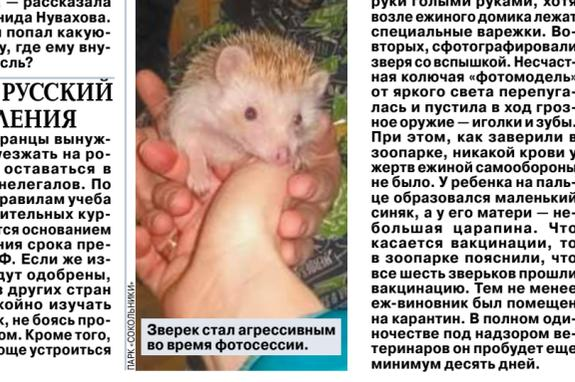 — рассказала
нида Нувахова.
попал какую-
у, где ему вну-
сль?
РУССКИЙ
ЛЕНИЯ
ранцы вынуж-
уезжать на ро-
оставаться в
нелегалов. По
равилам учеба
ительных кур-
тся основанием
ния срока пре-
Ф. Если же из-
дут одобрены,
в других стран
койно изучать
к, не боясь про-
ом. Кроме того,
още устроиться
ПАРК «СОКОЛЬНИКИ»
Зверек стал агрессивным
во время фотосессии.
руки голыми руками, хотя
возле ежиного домика лежат
специальные варежки. Во-
вторых, сфотографировали
зверя со вспышкой. Несчаст-
ная колючая «фотомодель»
от яркого света перепуга-
лась и пустила в ход гроз-
ное оружие — иголки и зубы.
При этом, как заверили в
зоопарке, никакой крови у
жертв ежиной самообороны
не было. У ребенка на паль-
це образовался маленький
синяк, а у его матери — не-
большая царапина. Что
касается вакцинации, то
в зоопарке пояснили, что
все шесть зверьков прошли
вакцинацию. Тем не менее
еж-виновник был помещен
на карантин. В полном оди-
ночестве под надзором ве-
теринаров он пробудет еще
минимум десять дней.